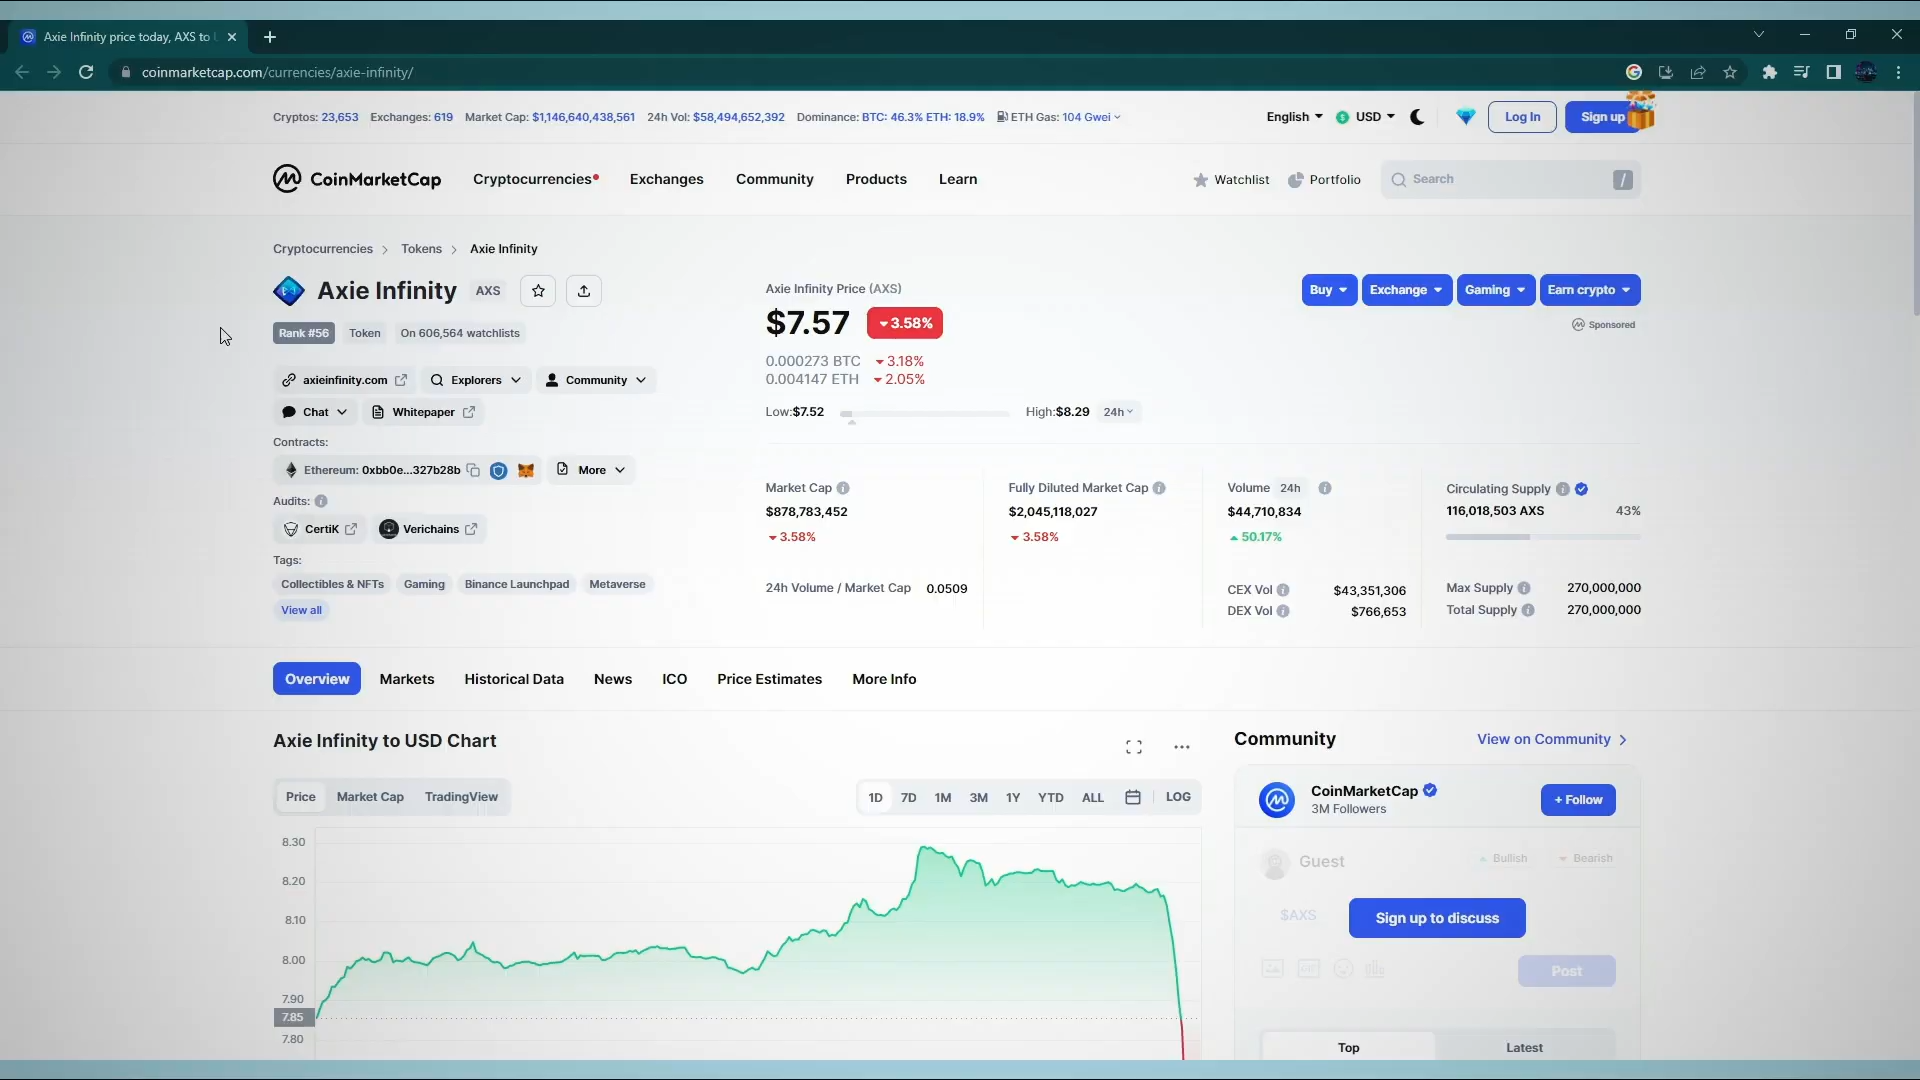 Axie Infinity price today, AXS to
coinmarketcap.com/currencies/axie-infinity/
Cryptos: 23,653 Exchanges: 619 Market Cap: $1,146,640,438,561 24h Vol: $58,494,652,392 Dominance: BTC: 46.3% ETH: 18.9% ETH Gas: 104 Gwei English USD Log In Sign up
CoinMarketCap Cryptocurrencies Exchanges Community Products Learn Watchlist Portfolio Search /
Cryptocurrencies > Tokens > Axie Infinity
Axie Infinity AXS
Rank #56 Token On 606,564 watchlists
axieinfinity.com Explorers Community
Chat Whitepaper
Contracts:
Ethereum: 0xbb0e...327b28b More
Audits:
CertiK Verichains
Tags:
Collectibles & NFTs Gaming Binance Launchpad Metaverse
View all
Axie Infinity Price (AXS)
$7.57 3.58%
0.000273 BTC 3.18%
0.004147 ETH 2.05%
Low:$7.52 High:$8.29 24h
Buy Exchange Gaming Earn crypto
Sponsored
Market Cap
$878,783,452
3.58%
24h Volume / Market Cap 0.0509
Fully Diluted Market Cap
$2,045,118,027
3.58%
Volume 24h
$44,710,834
50.17%
CEX Vol $43,351,306
DEX Vol $766,653
Circulating Supply
116,018,503 AXS 43%
Max Supply 270,000,000
Total Supply 270,000,000
Overview Markets Historical Data News ICO Price Estimates More Info
Axie Infinity to USD Chart
Price Market Cap TradingView 1D 7D 1M 3M 1Y YTD ALL LOG
8.30
8.20
8.10
8.00
7.90
7.85
7.80
Community View on Community >
CoinMarketCap
3M Followers
+ Follow
Guest Bullish Bearish
$AXS
Sign up to discuss
Post
Top Latest